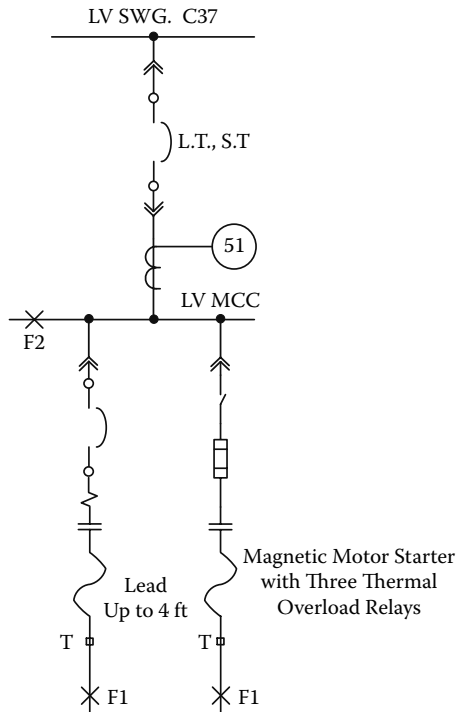 LV SWG. C37
L.T., S.T
51
LV MCC
F2
Magnetic Motor Starter
with Three Thermal
Overload Relays
Lead
Up to 4 ft
T
T
F1
F1